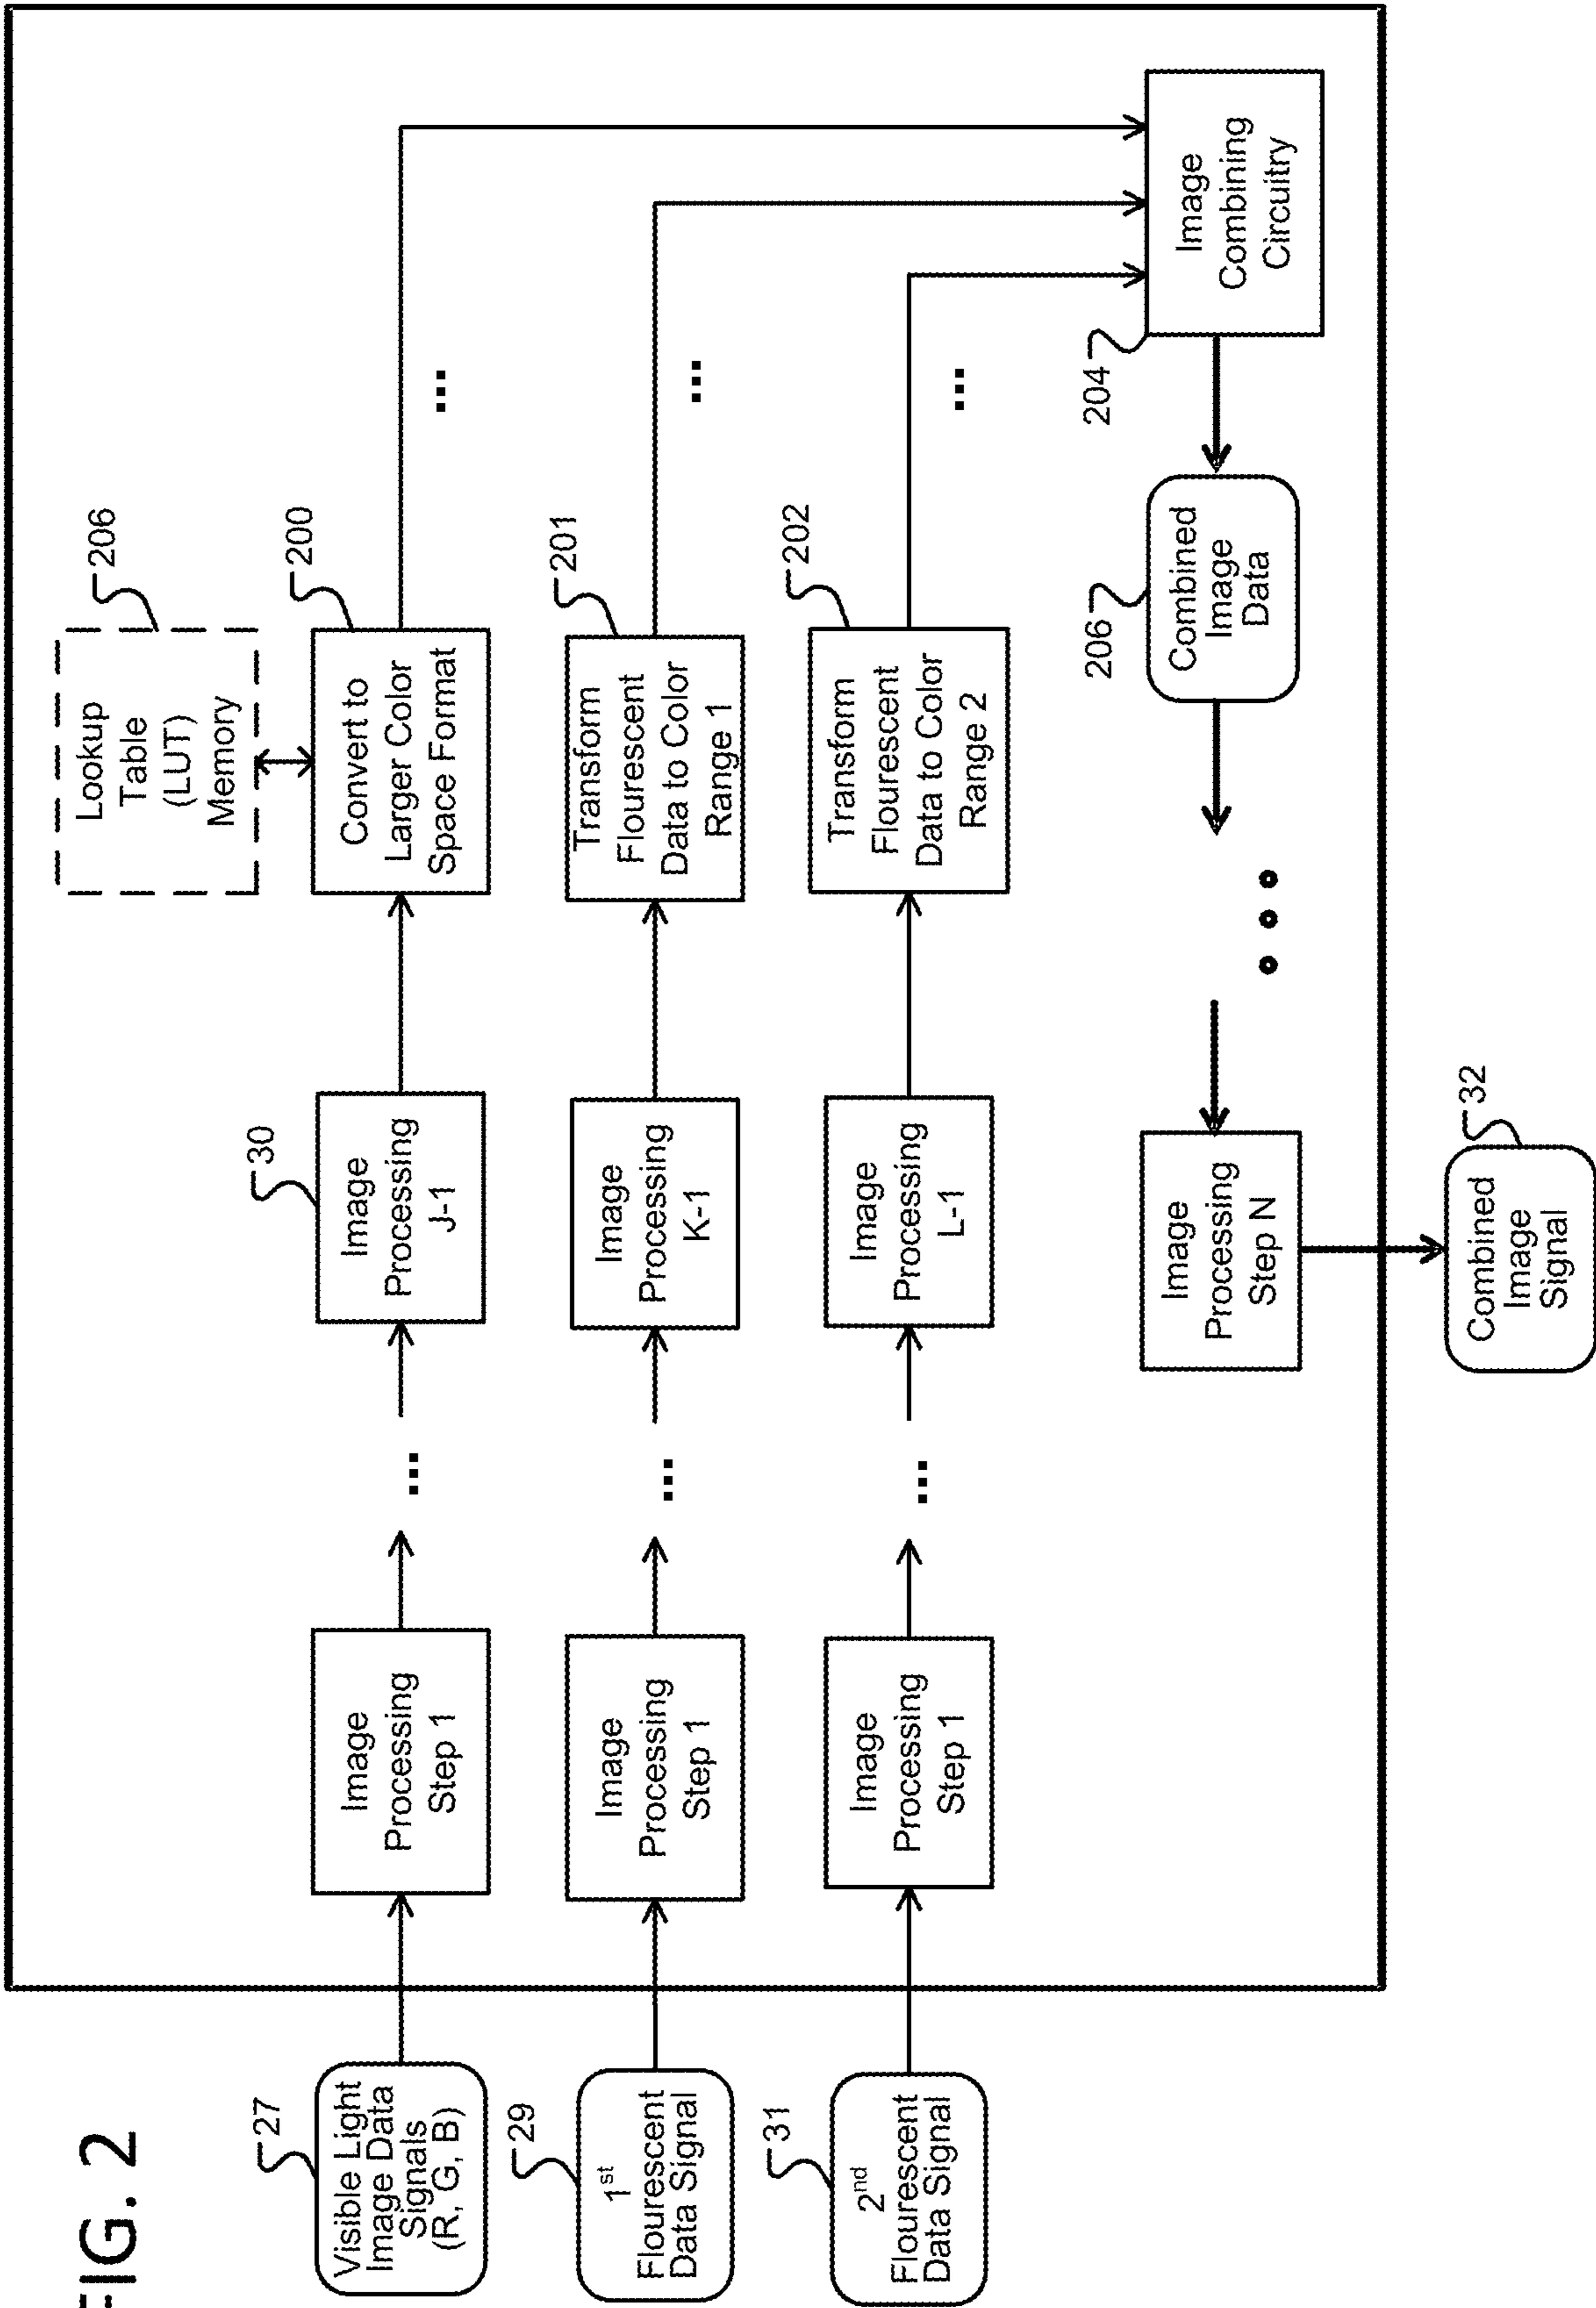 FIG. 2
27
Visible Light
Image Data
Signals
(R, G, B)
Image
Processing
Step 1
...
30
Image
Processing
J-1
Lookup
Table
(LUT)
Memory
206
Convert to
Larger Color
Space Format
200
...
29
1st
Flourescent
Data Signal
Image
Processing
Step 1
...
Image
Processing
K-1
Transform
Flourescent
Data to Color
Range 1
201
...
31
2nd
Flourescent
Data Signal
Image
Processing
Step 1
...
Image
Processing
L-1
Transform
Flourescent
Data to Color
Range 2
202
...
204
Image
Combining
Circuitry
206
Combined
Image
Data
Image
Processing
Step N
32
Combined
Image
Signal